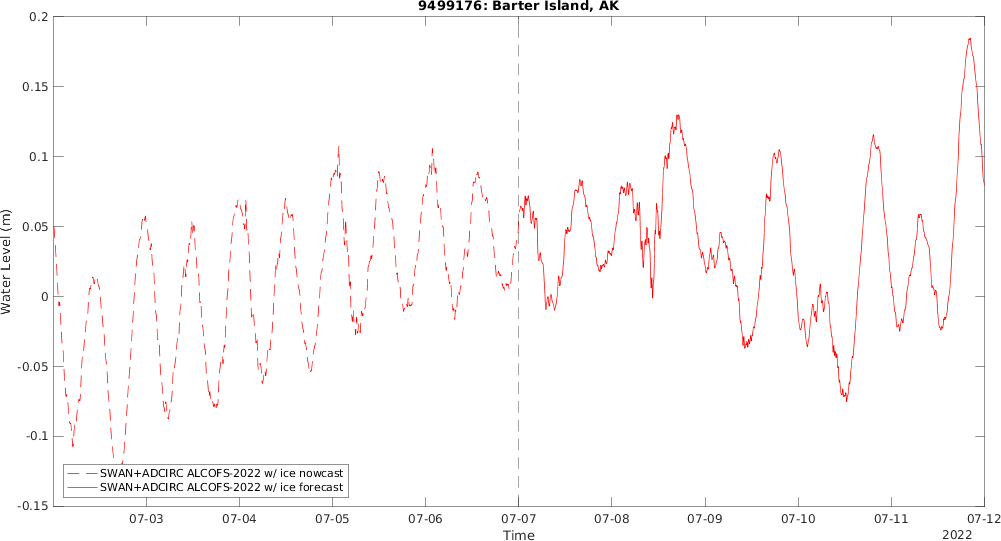 9499176: Barter Island, AK
0.2
0.15
0.1
0.05
0
-0.05
-0.1
-0.15
Water Level (m)
SWAN+ADCIRC ALCOFS-2022 w/ ice nowcast
SWAN+ADCIRC ALCOFS-2022 w/ ice forecast
07-03 07-04 07-05 07-06 07-07 07-08 07-09 07-10 07-11 07-12
Time
2022